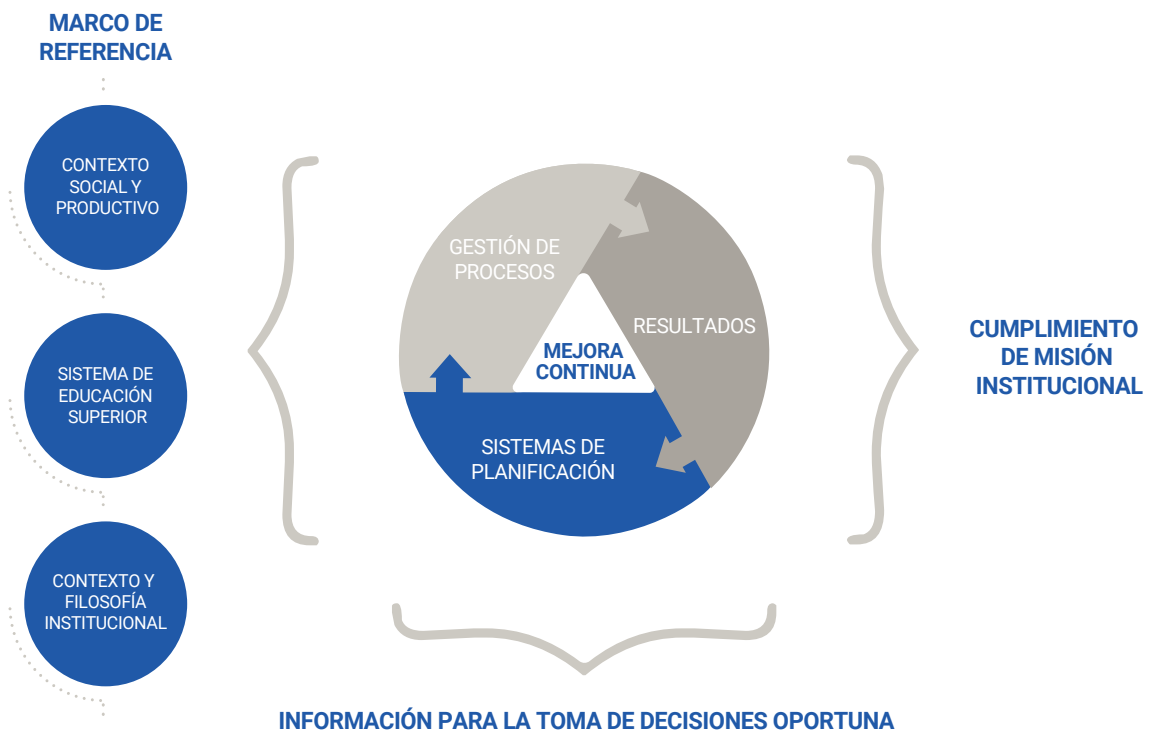 MARCO DE
REFERENCIA
CONTEXTO
SOCIAL Y
PRODUCTIVO
SISTEMA DE
EDUCACIÓN
SUPERIOR
CONTEXTO Y
FILOSOFÍA
INSTITUCIONAL
GESTIÓN DE
PROCESOS
RESULTADOS
MEJORA
CONTINUA
SISTEMAS DE
PLANIFICACIÓN
CUMPLIMIENTO
DE MISIÓN
INSTITUCIONAL
INFORMACIÓN PARA LA TOMA DE DECISIONES OPORTUNA